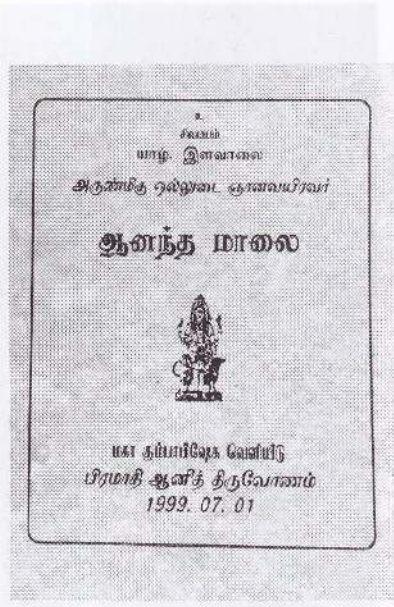 உ
சிவமயம்
யாழ். இளவாலை
அருண்மிகு ஒல்லுடை ஞானவயிரவர்
ஆனந்த மாலை
மகா கும்பாபிஷேக வெளியீடு
பிரமாதி ஆனித் திருவோணம்
1999. 07. 01